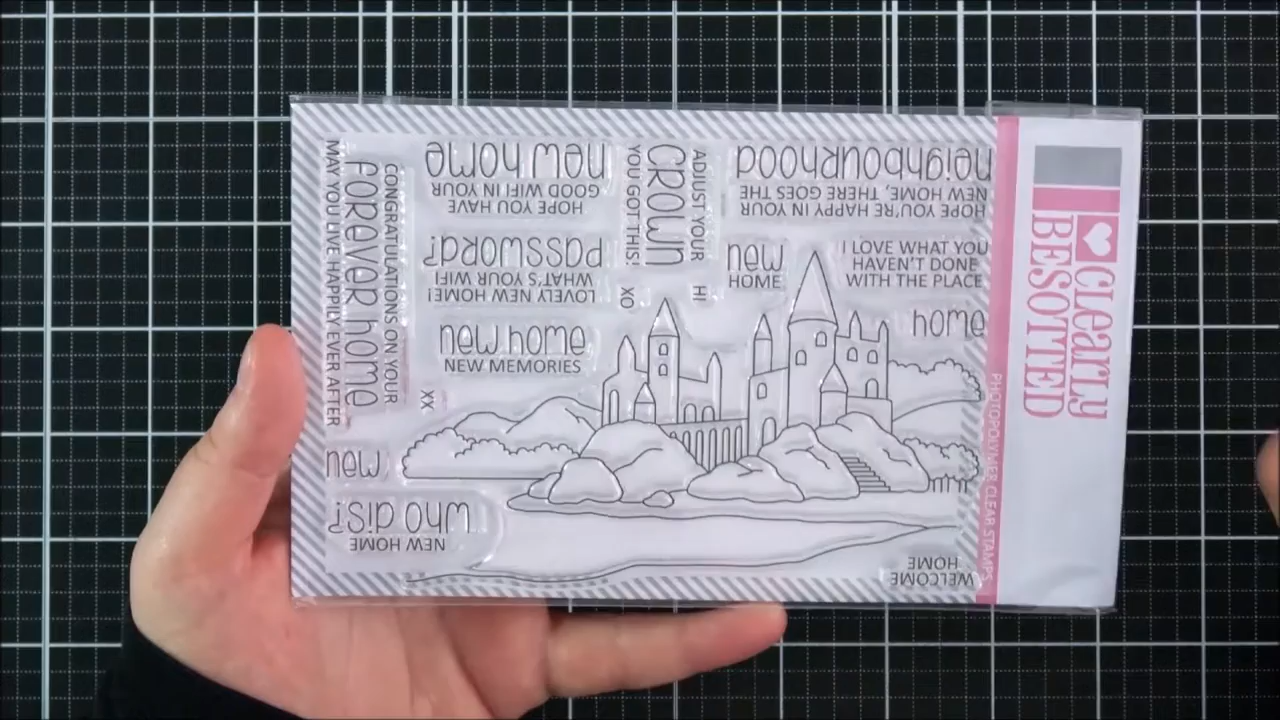 MAY YOU LIVE HAPPILY EVER AFTER
CONGRATULATIONS ON YOUR
forever home
HOPE YOU HAVE
GOOD WIFI IN YOUR
new home
LOVELY NEW HOME!
WHAT'S YOUR WIFI
password?
new home
NEW MEMORIES
XX
ADJUST YOUR
crown
YOU GOT THIS!
XO
HI
HOPE YOU'RE HAPPY IN YOUR
NEW HOME, THERE GOES THE
neighbourhood
new
HOME
I LOVE WHAT YOU
HAVEN'T DONE
WITH THE PLACE
home
new
NEW HOME
who dis?
WELCOME
HOME
CLEARLY
BESOTTED
PHOTOPOLYMER CLEAR STAMPS